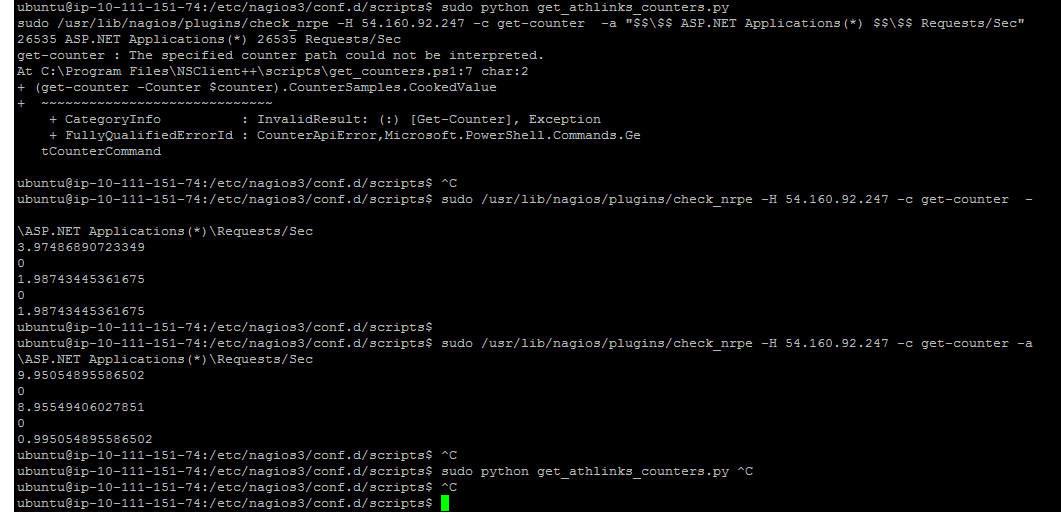 ubuntu@ip-10-111-151-74:/etc/nagios3/conf.d/scripts$ sudo python get_athlinks_counters.py
sudo /usr/lib/nagios/plugins/check_nrpe -H 54.160.92.247 -c get-counter  -a "$$\$$ ASP.NET Applications(*) $$\$$ Requests/Sec"
26535 ASP.NET Applications(*) 26535 Requests/Sec
get-counter : The specified counter path could not be interpreted.
At C:\Program Files\NSClient++\scripts\get_counters.ps1:7 char:2
+ (get-counter -Counter $counter).CounterSamples.CookedValue
+  ~~~~~~~~~~~~~~~~~~~~~~~~~~~~~
    + CategoryInfo          : InvalidResult: (:) [Get-Counter], Exception
    + FullyQualifiedErrorId : CounterApiError,Microsoft.PowerShell.Commands.Ge
   tCounterCommand
ubuntu@ip-10-111-151-74:/etc/nagios3/conf.d/scripts$ ^C
ubuntu@ip-10-111-151-74:/etc/nagios3/conf.d/scripts$ sudo /usr/lib/nagios/plugins/check_nrpe -H 54.160.92.247 -c get-counter  -
\ASP.NET Applications(*)\Requests/Sec
3.97486890723349
0
1.98743445361675
0
1.98743445361675
ubuntu@ip-10-111-151-74:/etc/nagios3/conf.d/scripts$
ubuntu@ip-10-111-151-74:/etc/nagios3/conf.d/scripts$ sudo /usr/lib/nagios/plugins/check_nrpe -H 54.160.92.247 -c get-counter -a
\ASP.NET Applications(*)\Requests/Sec
9.95054895586502
0
8.95549406027851
0
0.995054895586502
ubuntu@ip-10-111-151-74:/etc/nagios3/conf.d/scripts$ ^C
ubuntu@ip-10-111-151-74:/etc/nagios3/conf.d/scripts$ sudo python get_athlinks_counters.py ^C
ubuntu@ip-10-111-151-74:/etc/nagios3/conf.d/scripts$ ^C
ubuntu@ip-10-111-151-74:/etc/nagios3/conf.d/scripts$